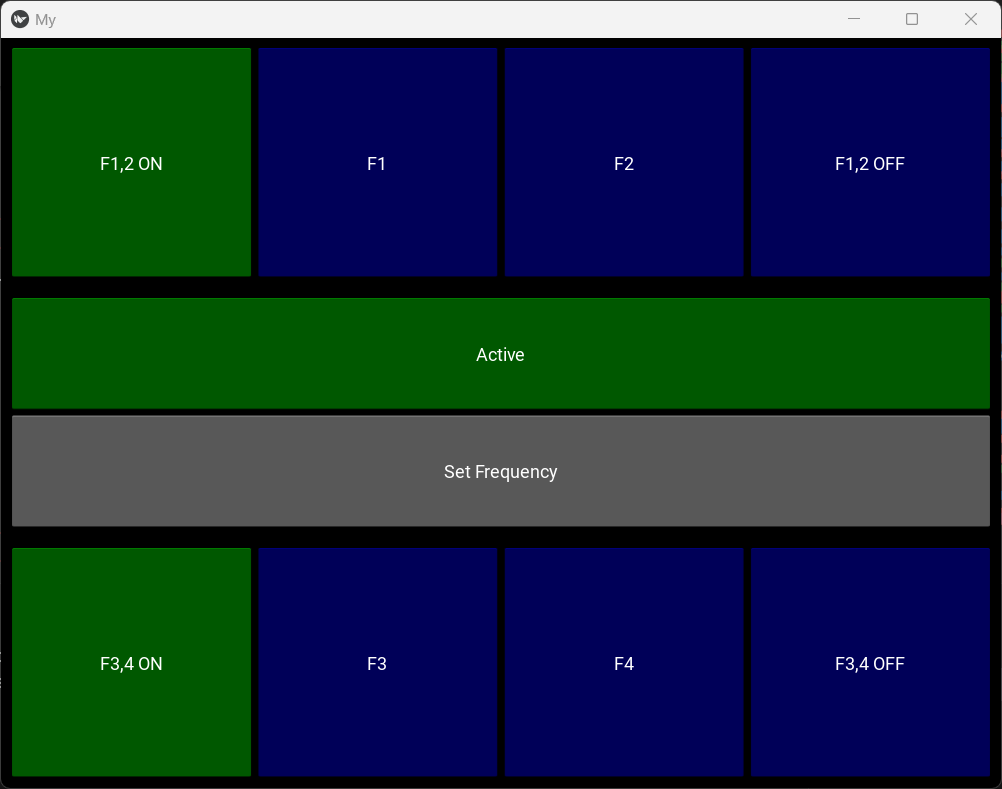 My
F1,2 ON
F1
F2
F1,2 OFF
Active
Set Frequency
F3,4 ON
F3
F4
F3,4 OFF